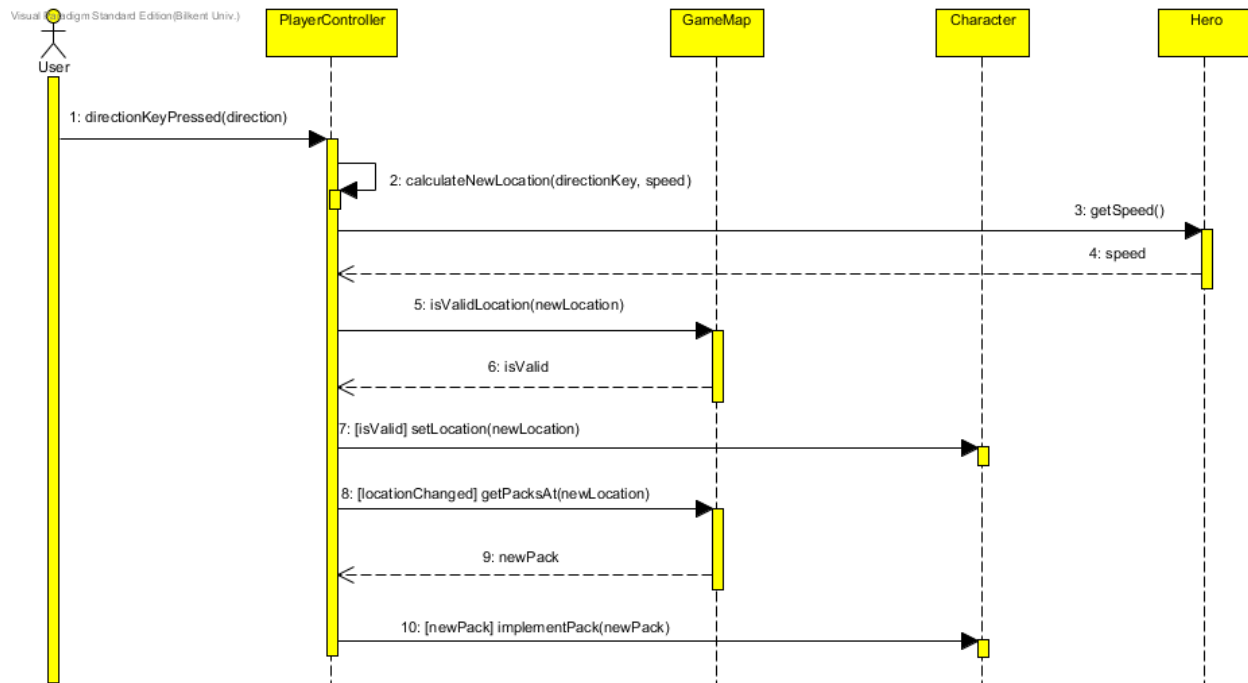 Visual Paradigm Standard Edition(Bilkent Univ.)
User
PlayerController
GameMap
Character
Hero
1: directionKeyPressed(direction)
2: calculateNewLocation(directionKey, speed)
3: getSpeed()
4: speed
5: isValidLocation(newLocation)
6: isValid
7: [isValid] setLocation(newLocation)
8: [locationChanged] getPacksAt(newLocation)
9: newPack
10: [newPack] implementPack(newPack)